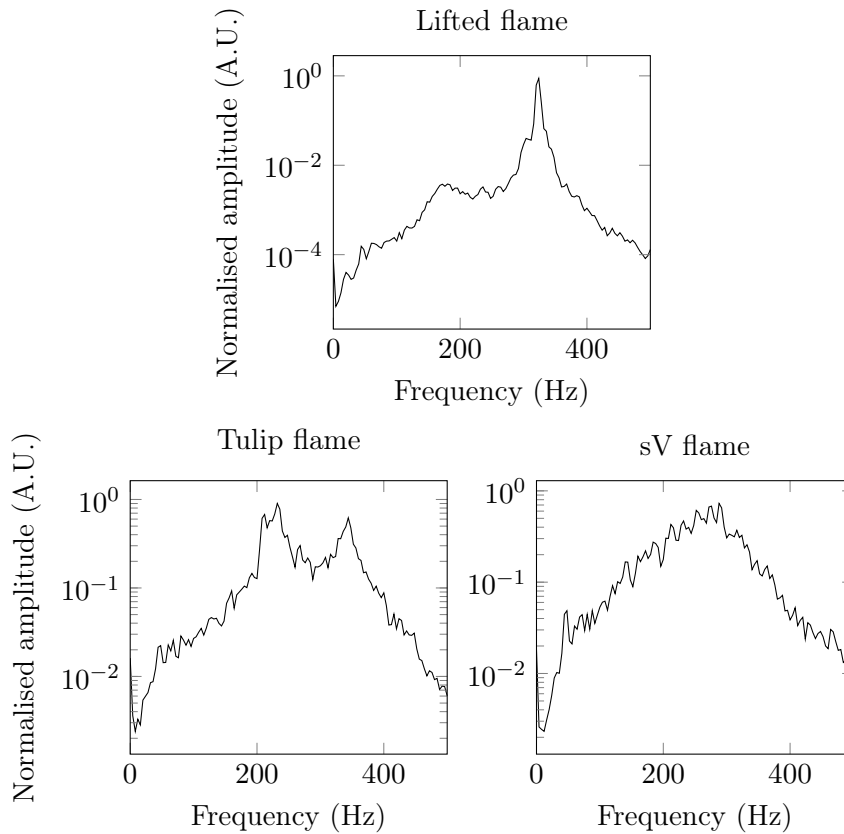 Lifted flame
Normalised amplitude (A.U.)
10^0
10^−2
10^−4
0 200 400
Frequency (Hz)
Tulip flame
Normalised amplitude (A.U.)
10^0
10^−1
10^−2
0 200 400
Frequency (Hz)
sV flame
10^0
10^−1
10^−2
0 200 400
Frequency (Hz)